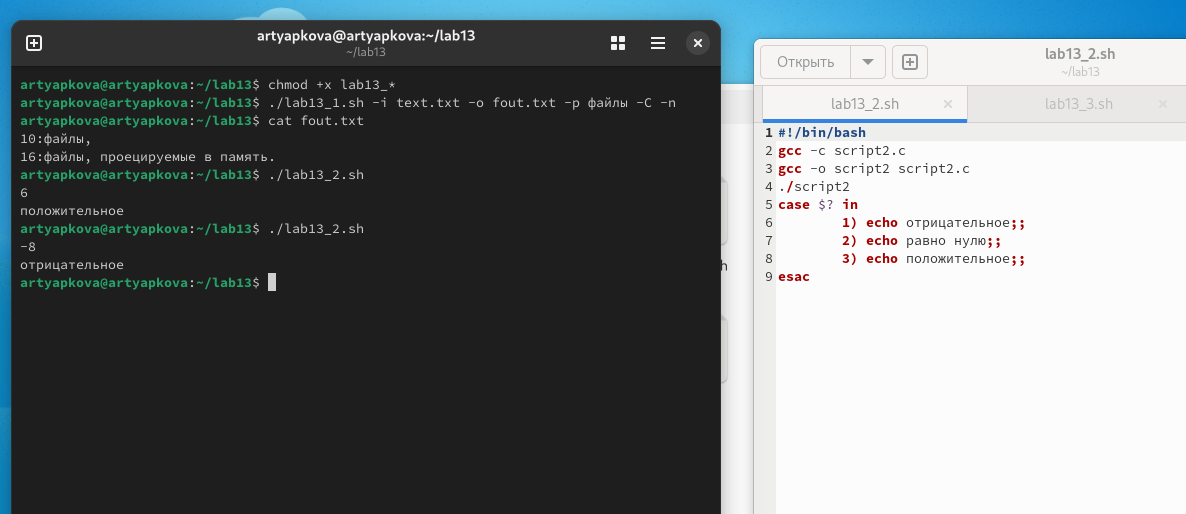 artyapkova@artyapkova:~/lab13
~/lab13
artyapkova@artyapkova:~/lab13$ chmod +x lab13_*
artyapkova@artyapkova:~/lab13$ ./lab13_1.sh -i text.txt -o fout.txt -p файлы -C -n
artyapkova@artyapkova:~/lab13$ cat fout.txt
10:файлы,
16:файлы, проецируемые в память.
artyapkova@artyapkova:~/lab13$ ./lab13_2.sh
6
положительное
artyapkova@artyapkova:~/lab13$ ./lab13_2.sh
-8
отрицательное
artyapkova@artyapkova:~/lab13$
h
Открыть
lab13_2.sh
~/lab13
lab13_2.sh
lab13_3.sh
1 #!/bin/bash
2 gcc -c script2.c
3 gcc -o script2 script2.c
4 ./script2
5 case $? in
6         1) echo отрицательное;;
7         2) echo равно нулю;;
8         3) echo положительное;;
9 esac